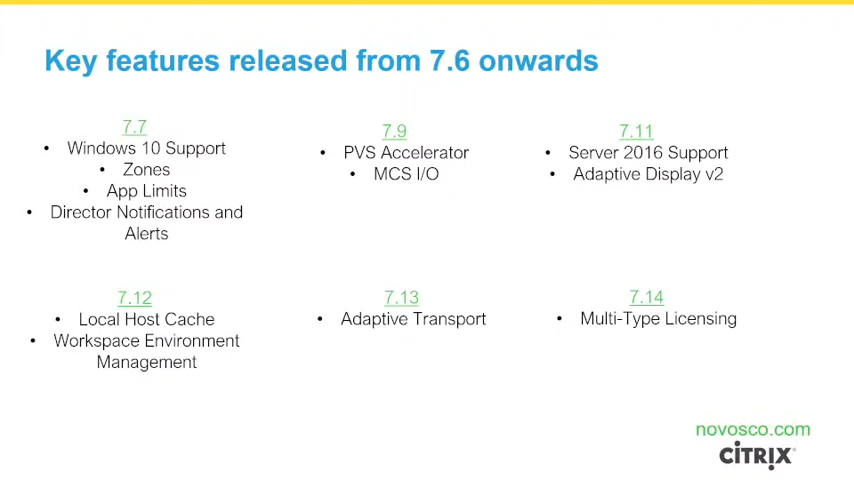 Key features released from 7.6 onwards
7.7
• Windows 10 Support
• Zones
• App Limits
• Director Notifications and
Alerts
7.9
• PVS Accelerator
• MCS I/O
7.11
• Server 2016 Support
• Adaptive Display v2
7.12
• Local Host Cache
• Workspace Environment
Management
7.13
• Adaptive Transport
7.14
• Multi-Type Licensing
novosco.com
CİTRIX